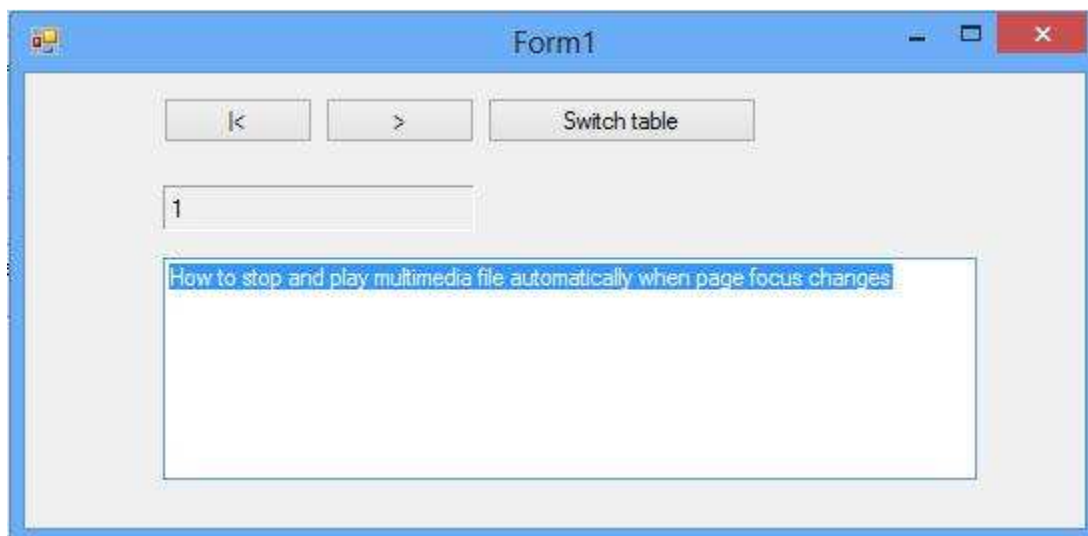 Form1
|< > Switch table
1
How to stop and play multimedia file automatically when page focus changes